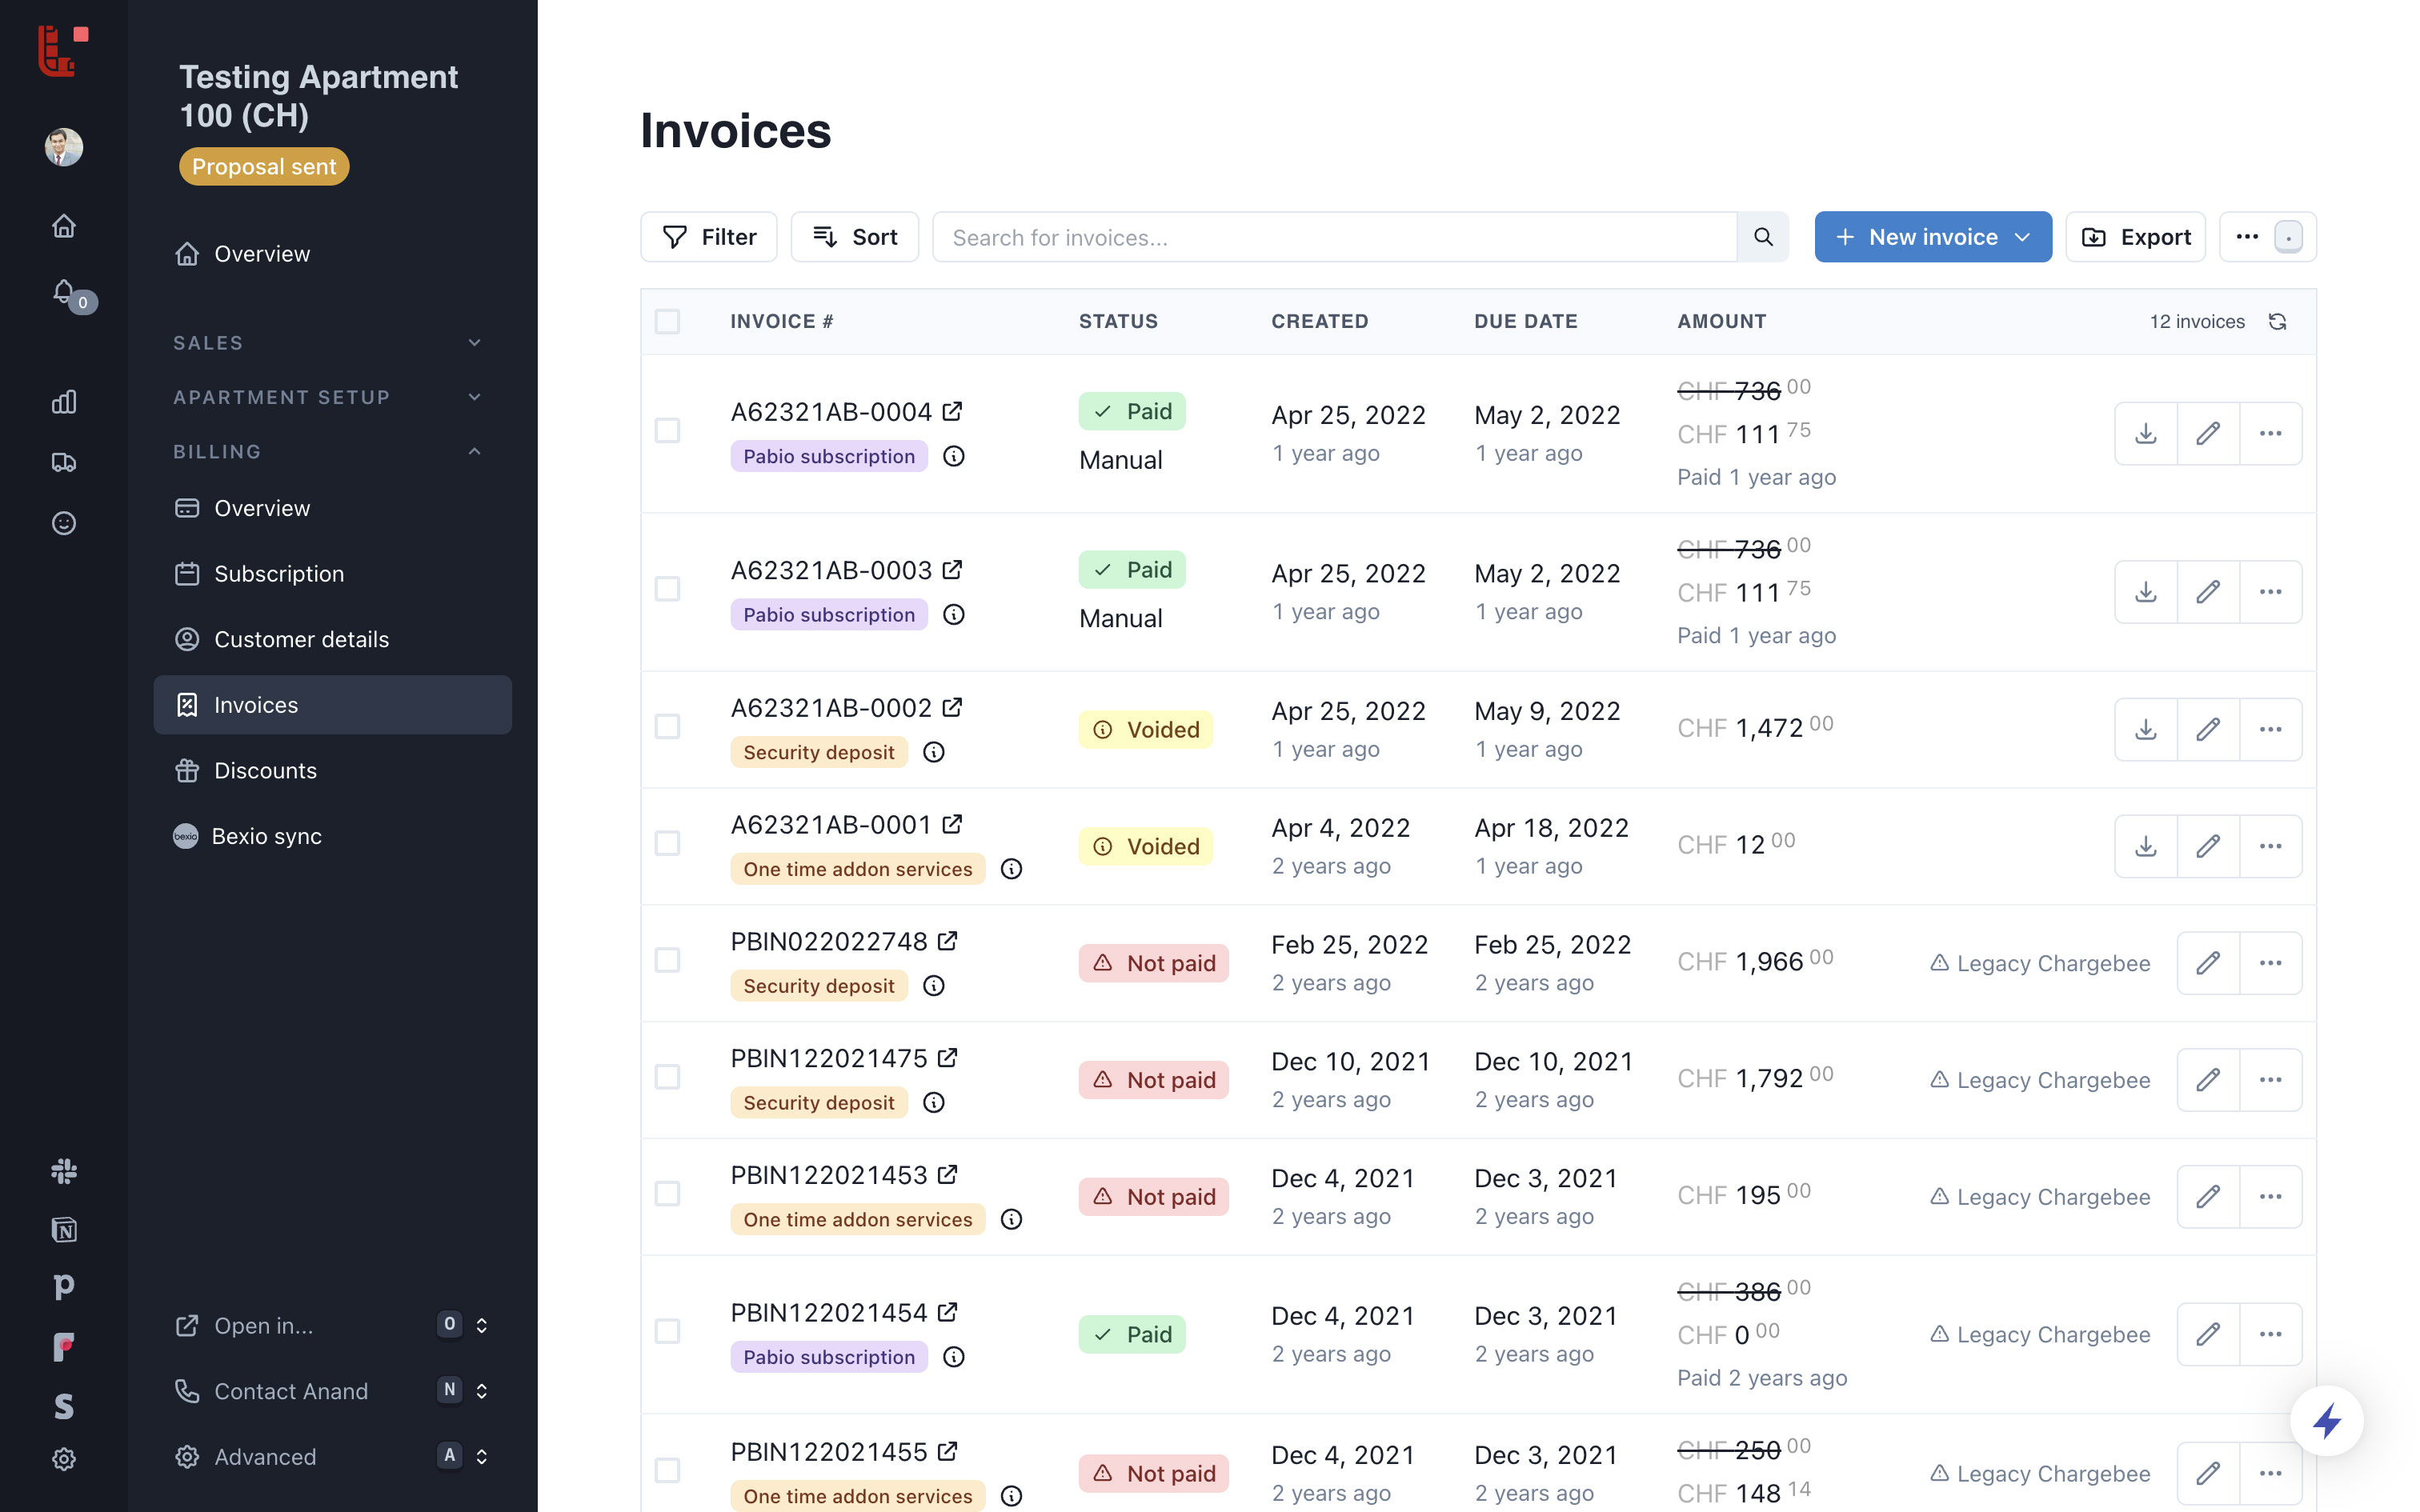 Testing Apartment
100 (CH)
Proposal sent
0
Overview
SALES
APARTMENT SETUP
BILLING
Overview
Subscription
Customer details
Invoices
Discounts
bexio Bexio sync
Open in... O
Contact Anand N
Advanced A
Invoices
Filter Sort Search for invoices... New invoice Export .
INVOICE # STATUS CREATED DUE DATE AMOUNT 12 invoices
A62321AB-0004 Paid Apr 25, 2022 May 2, 2022 CHF 736 00
CHF 111 75
Pabio subscription Manual 1 year ago 1 year ago
Paid 1 year ago
A62321AB-0003 Paid Apr 25, 2022 May 2, 2022 CHF 736 00
CHF 111 75
Pabio subscription Manual 1 year ago 1 year ago
Paid 1 year ago
A62321AB-0002 Voided Apr 25, 2022 May 9, 2022 CHF 1,472 00
Security deposit 1 year ago 1 year ago
A62321AB-0001 Voided Apr 4, 2022 Apr 18, 2022 CHF 12 00
One time addon services 2 years ago 1 year ago
PBIN022022748 Not paid Feb 25, 2022 Feb 25, 2022 CHF 1,966 00 Legacy Chargebee
Security deposit 2 years ago 2 years ago
PBIN122021475 Not paid Dec 10, 2021 Dec 10, 2021 CHF 1,792 00 Legacy Chargebee
Security deposit 2 years ago 2 years ago
PBIN122021453 Not paid Dec 4, 2021 Dec 3, 2021 CHF 195 00 Legacy Chargebee
One time addon services 2 years ago 2 years ago
CHF 386 00
PBIN122021454 Paid Dec 4, 2021 Dec 3, 2021 CHF 0 00 Legacy Chargebee
Pabio subscription 2 years ago 2 years ago
Paid 2 years ago
PBIN122021455 Not paid Dec 4, 2021 Dec 3, 2021 CHF 250 00 Legacy Chargebee
One time addon services 2 years ago 2 years ago CHF 148 14